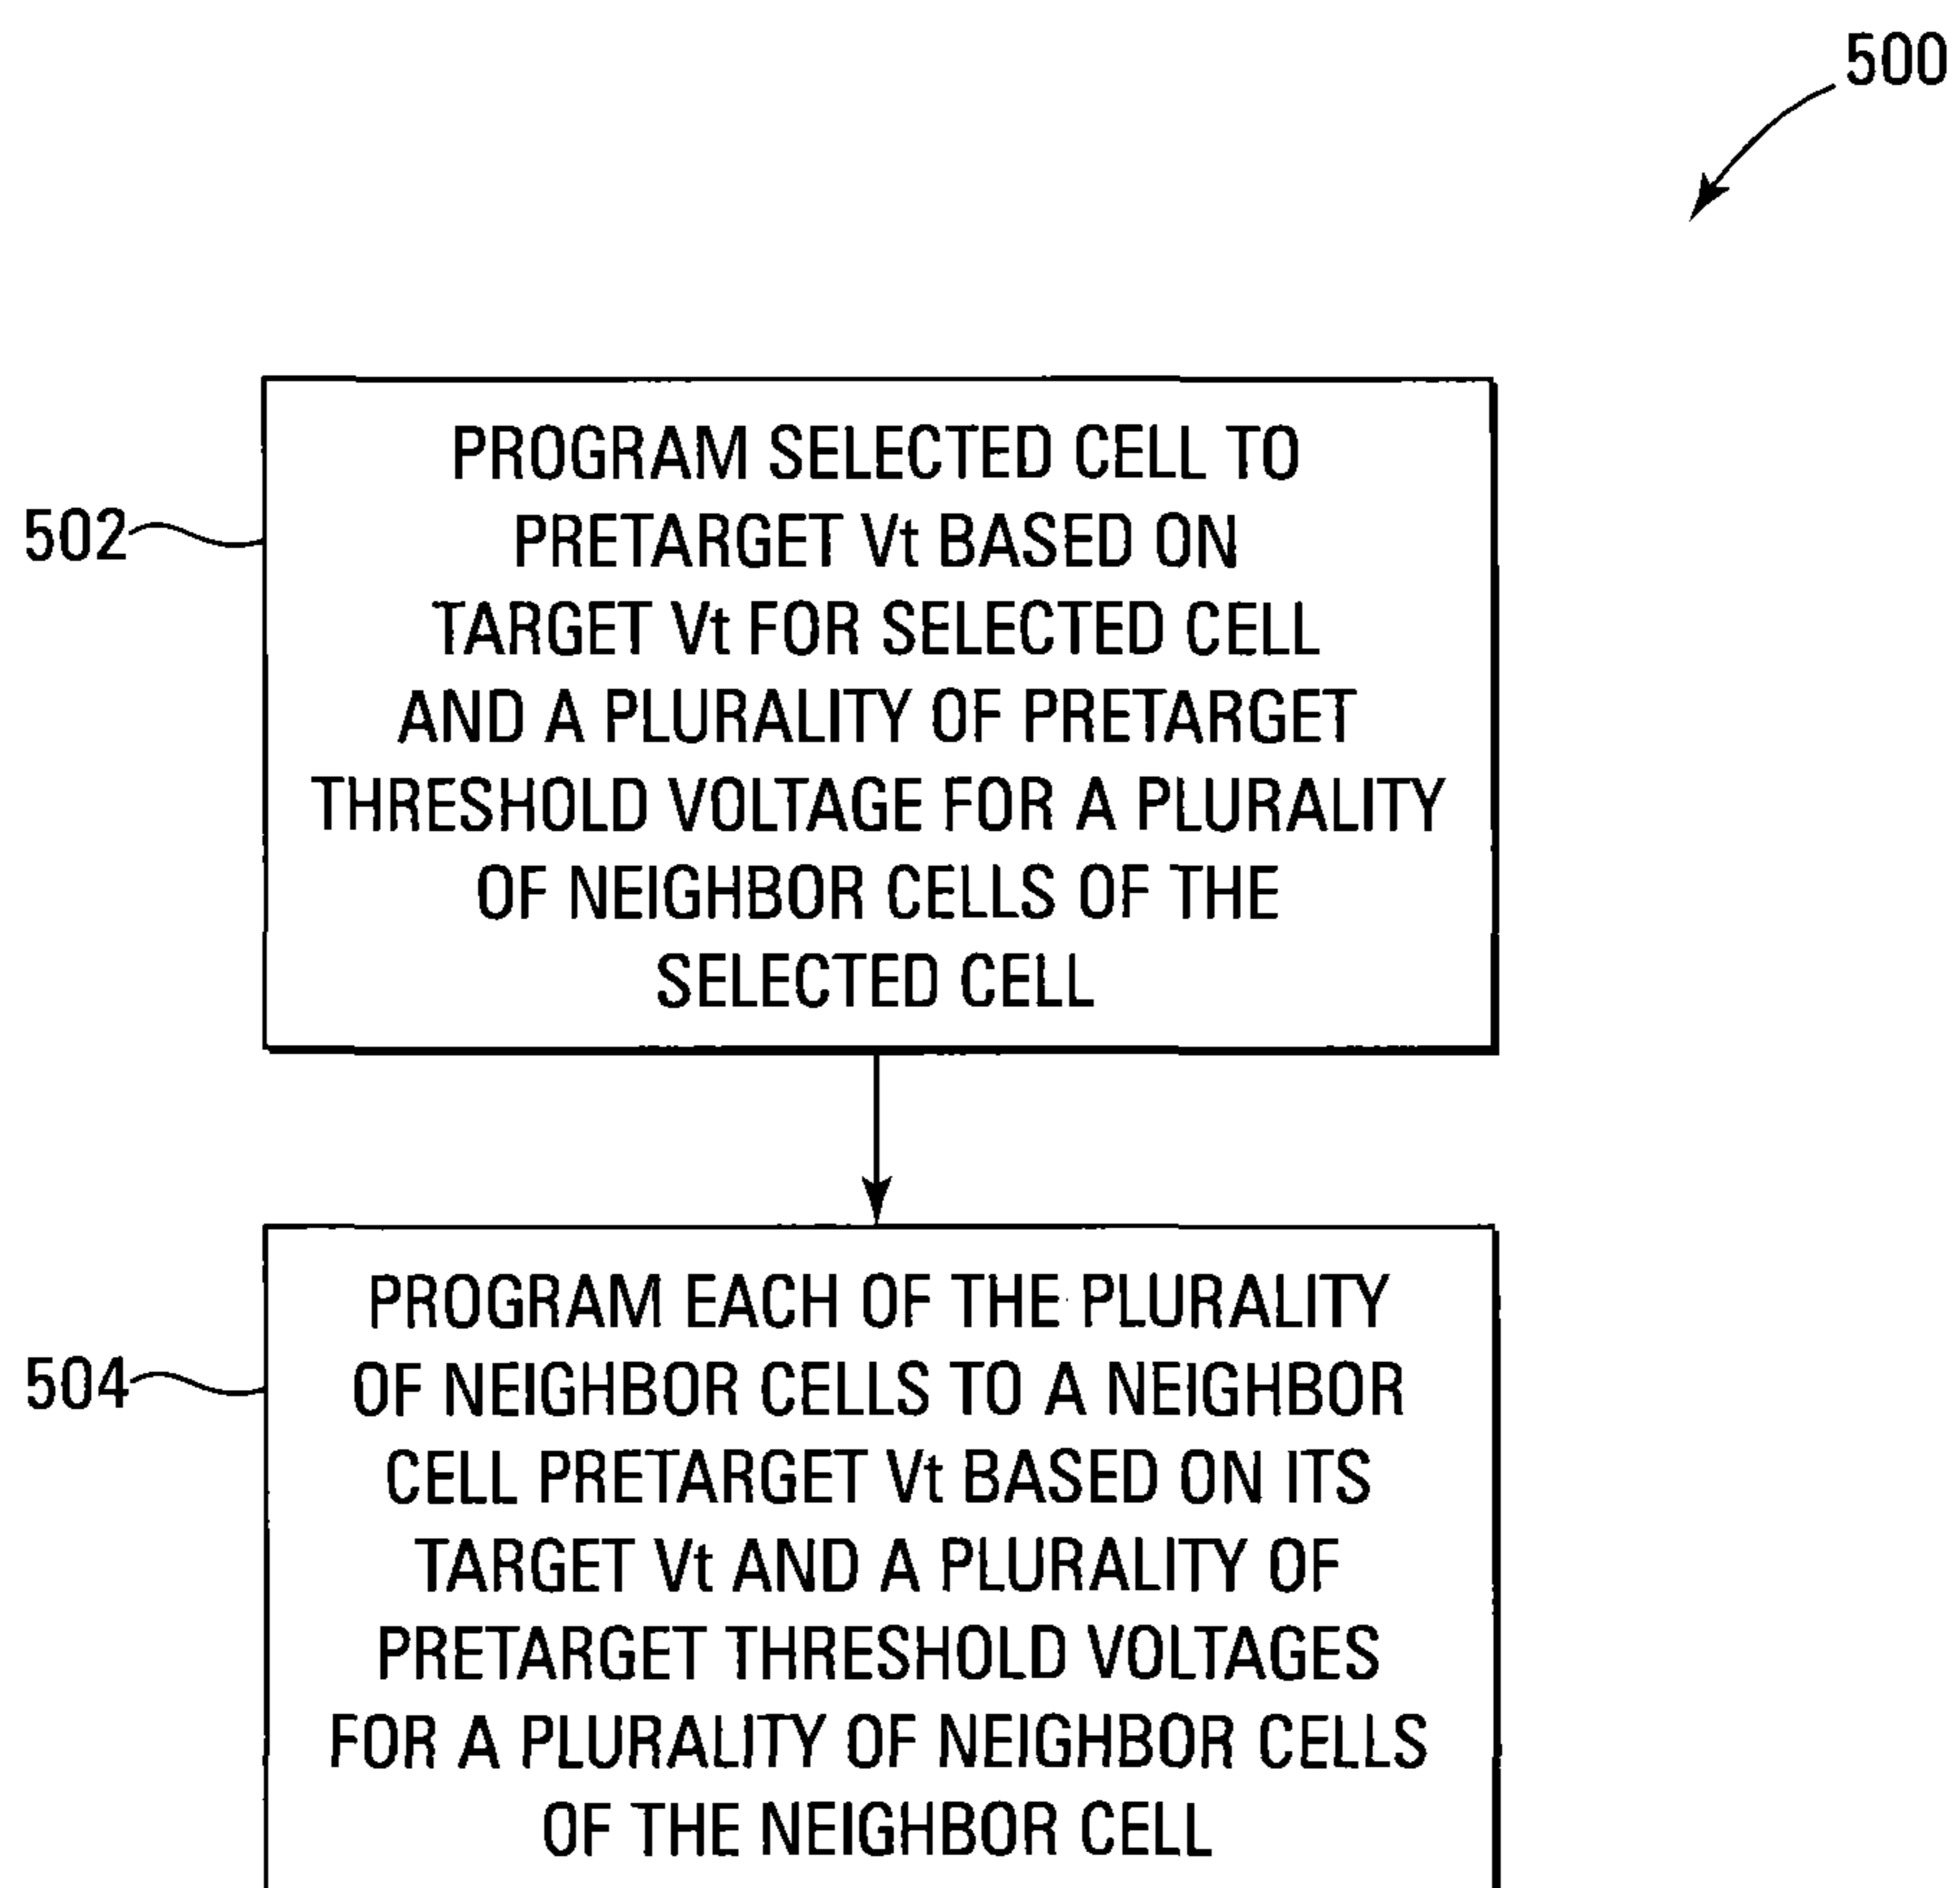 500
502
PROGRAM SELECTED CELL TO
PRETARGET Vt BASED ON
TARGET Vt FOR SELECTED CELL
AND A PLURALITY OF PRETARGET
THRESHOLD VOLTAGE FOR A PLURALITY
OF NEIGHBOR CELLS OF THE
SELECTED CELL
504
PROGRAM EACH OF THE PLURALITY
OF NEIGHBOR CELLS TO A NEIGHBOR
CELL PRETARGET Vt BASED ON ITS
TARGET Vt AND A PLURALITY OF
PRETARGET THRESHOLD VOLTAGES
FOR A PLURALITY OF NEIGHBOR CELLS
OF THE NEIGHBOR CELL